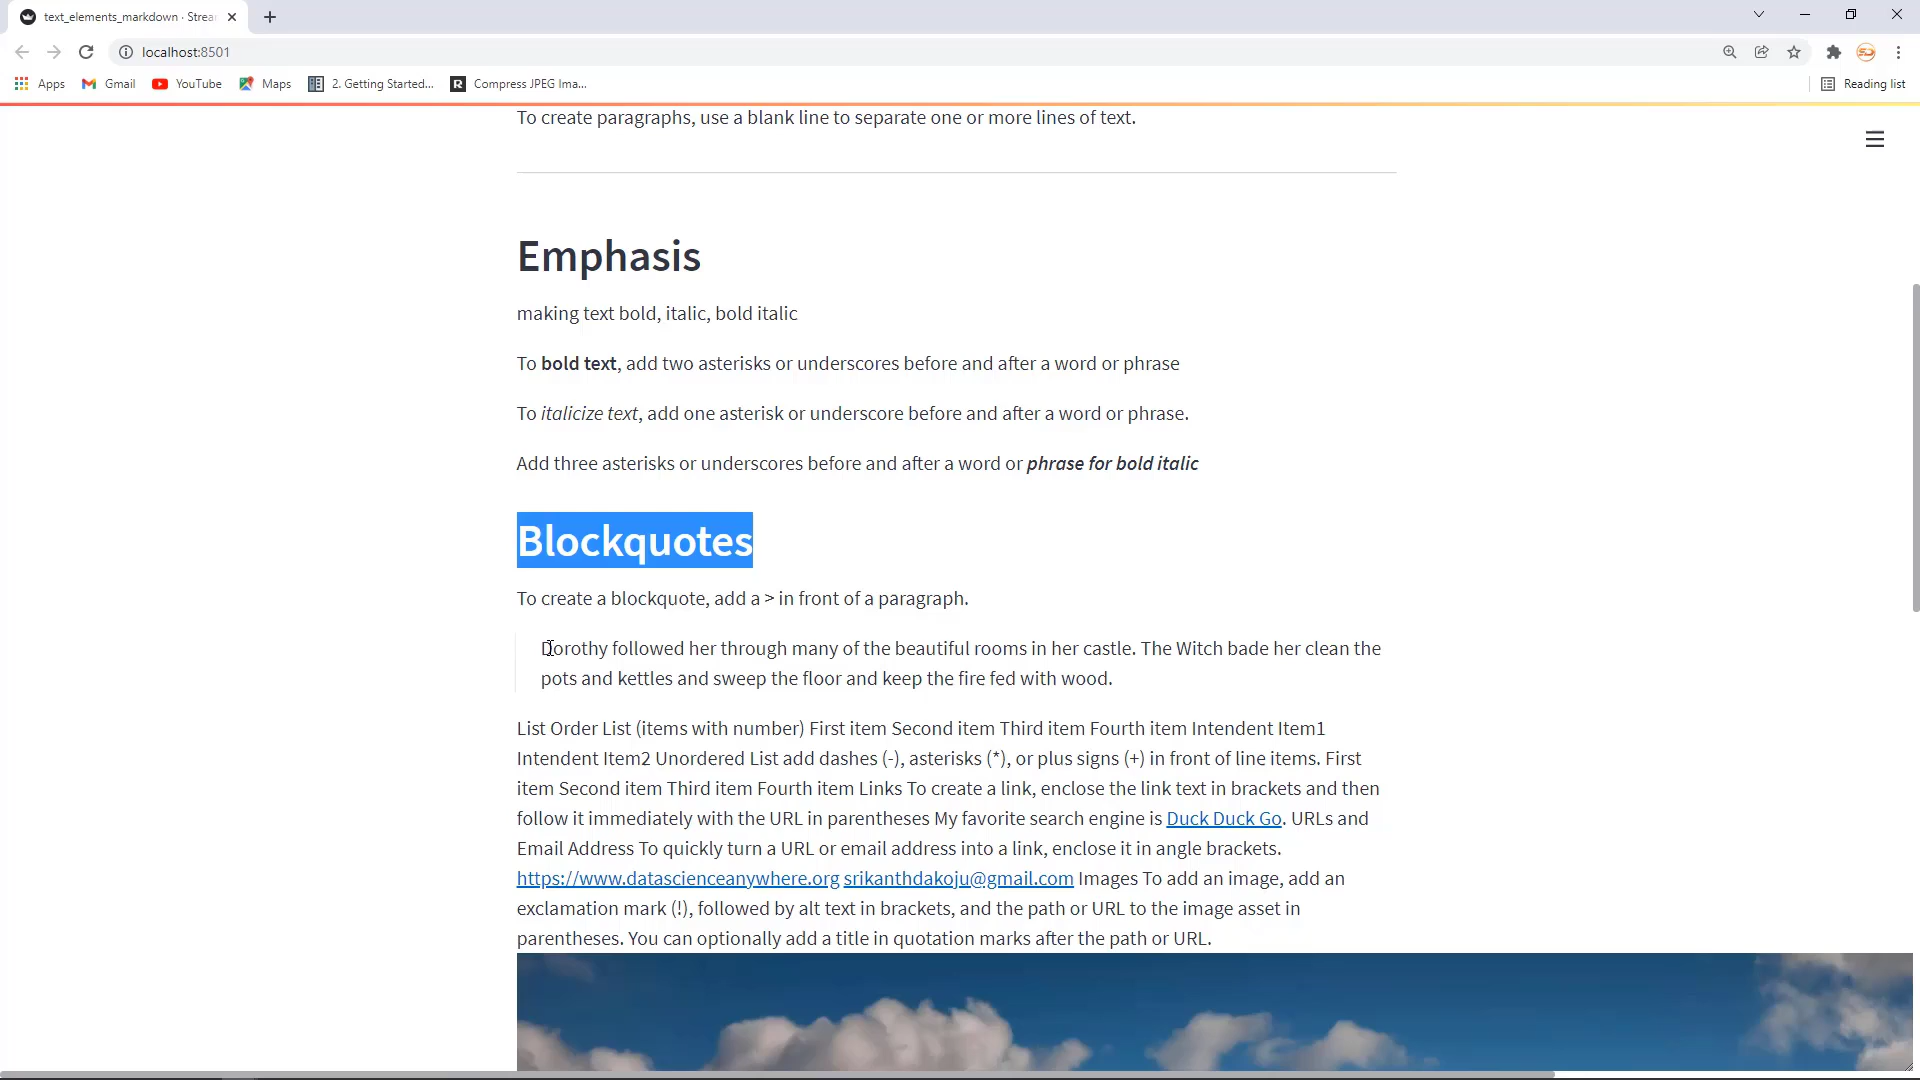 text_elements_markdown · Strea
localhost:8501
Apps Gmail YouTube Maps 2. Getting Started... Compress JPEG Ima... Reading list
To create paragraphs, use a blank line to separate one or more lines of text.
Emphasis
making text bold, italic, bold italic
To bold text, add two asterisks or underscores before and after a word or phrase
To italicize text, add one asterisk or underscore before and after a word or phrase.
Add three asterisks or underscores before and after a word or phrase for bold italic
Blockquotes
To create a blockquote, add a > in front of a paragraph.
Dorothy followed her through many of the beautiful rooms in her castle. The Witch bade her clean the
pots and kettles and sweep the floor and keep the fire fed with wood.
List Order List (items with number) First item Second item Third item Fourth item Intendent Item1
Intendent Item2 Unordered List add dashes (-), asterisks (*), or plus signs (+) in front of line items. First
item Second item Third item Fourth item Links To create a link, enclose the link text in brackets and then
follow it immediately with the URL in parentheses My favorite search engine is Duck Duck Go. URLs and
Email Address To quickly turn a URL or email address into a link, enclose it in angle brackets.
https://www.datascienceanywhere.org srikanthdakoju@gmail.com Images To add an image, add an
exclamation mark (!), followed by alt text in brackets, and the path or URL to the image asset in
parentheses. You can optionally add a title in quotation marks after the path or URL.